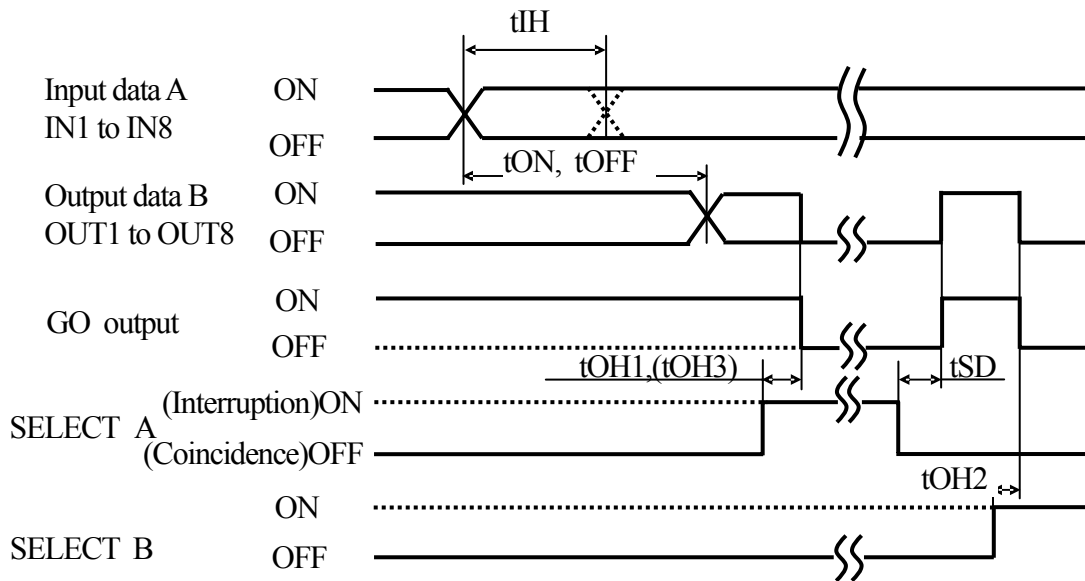 tIH
Input data A ON
IN1 to IN8
OFF
tON, tOFF
Output data B ON
OUT1 to OUT8 OFF
ON
GO output
OFF
tOH1,(tOH3) tSD
(Interruption)ON
SELECT A
(Coincidence)OFF
tOH2
ON
SELECT B OFF